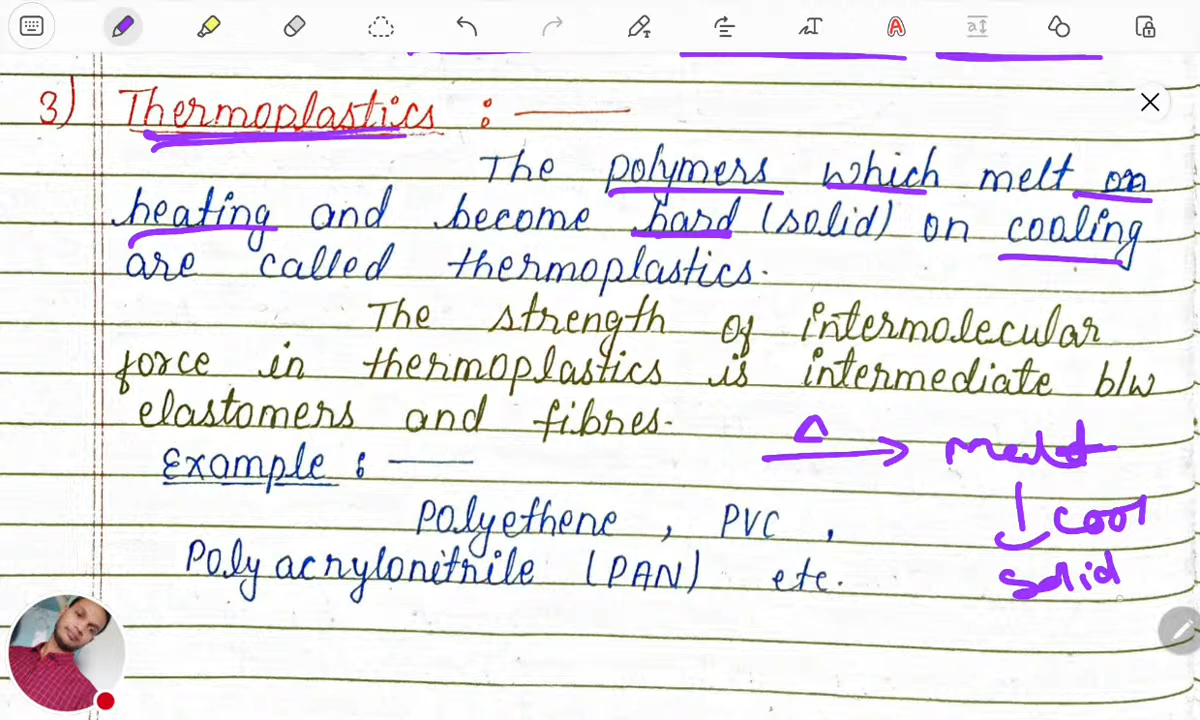 3) Thermoplastics : —
The polymers which melt on
heating and become hard (solid) on cooling
are called thermoplastics.
The strength of intermolecular
force in thermoplastics is intermediate b/w
elastomers and fibres.
Δ → melt
Example : —
↓ cool
Polyethene , PVC ,
solid
Polyacrylonitrile (PAN) etc.